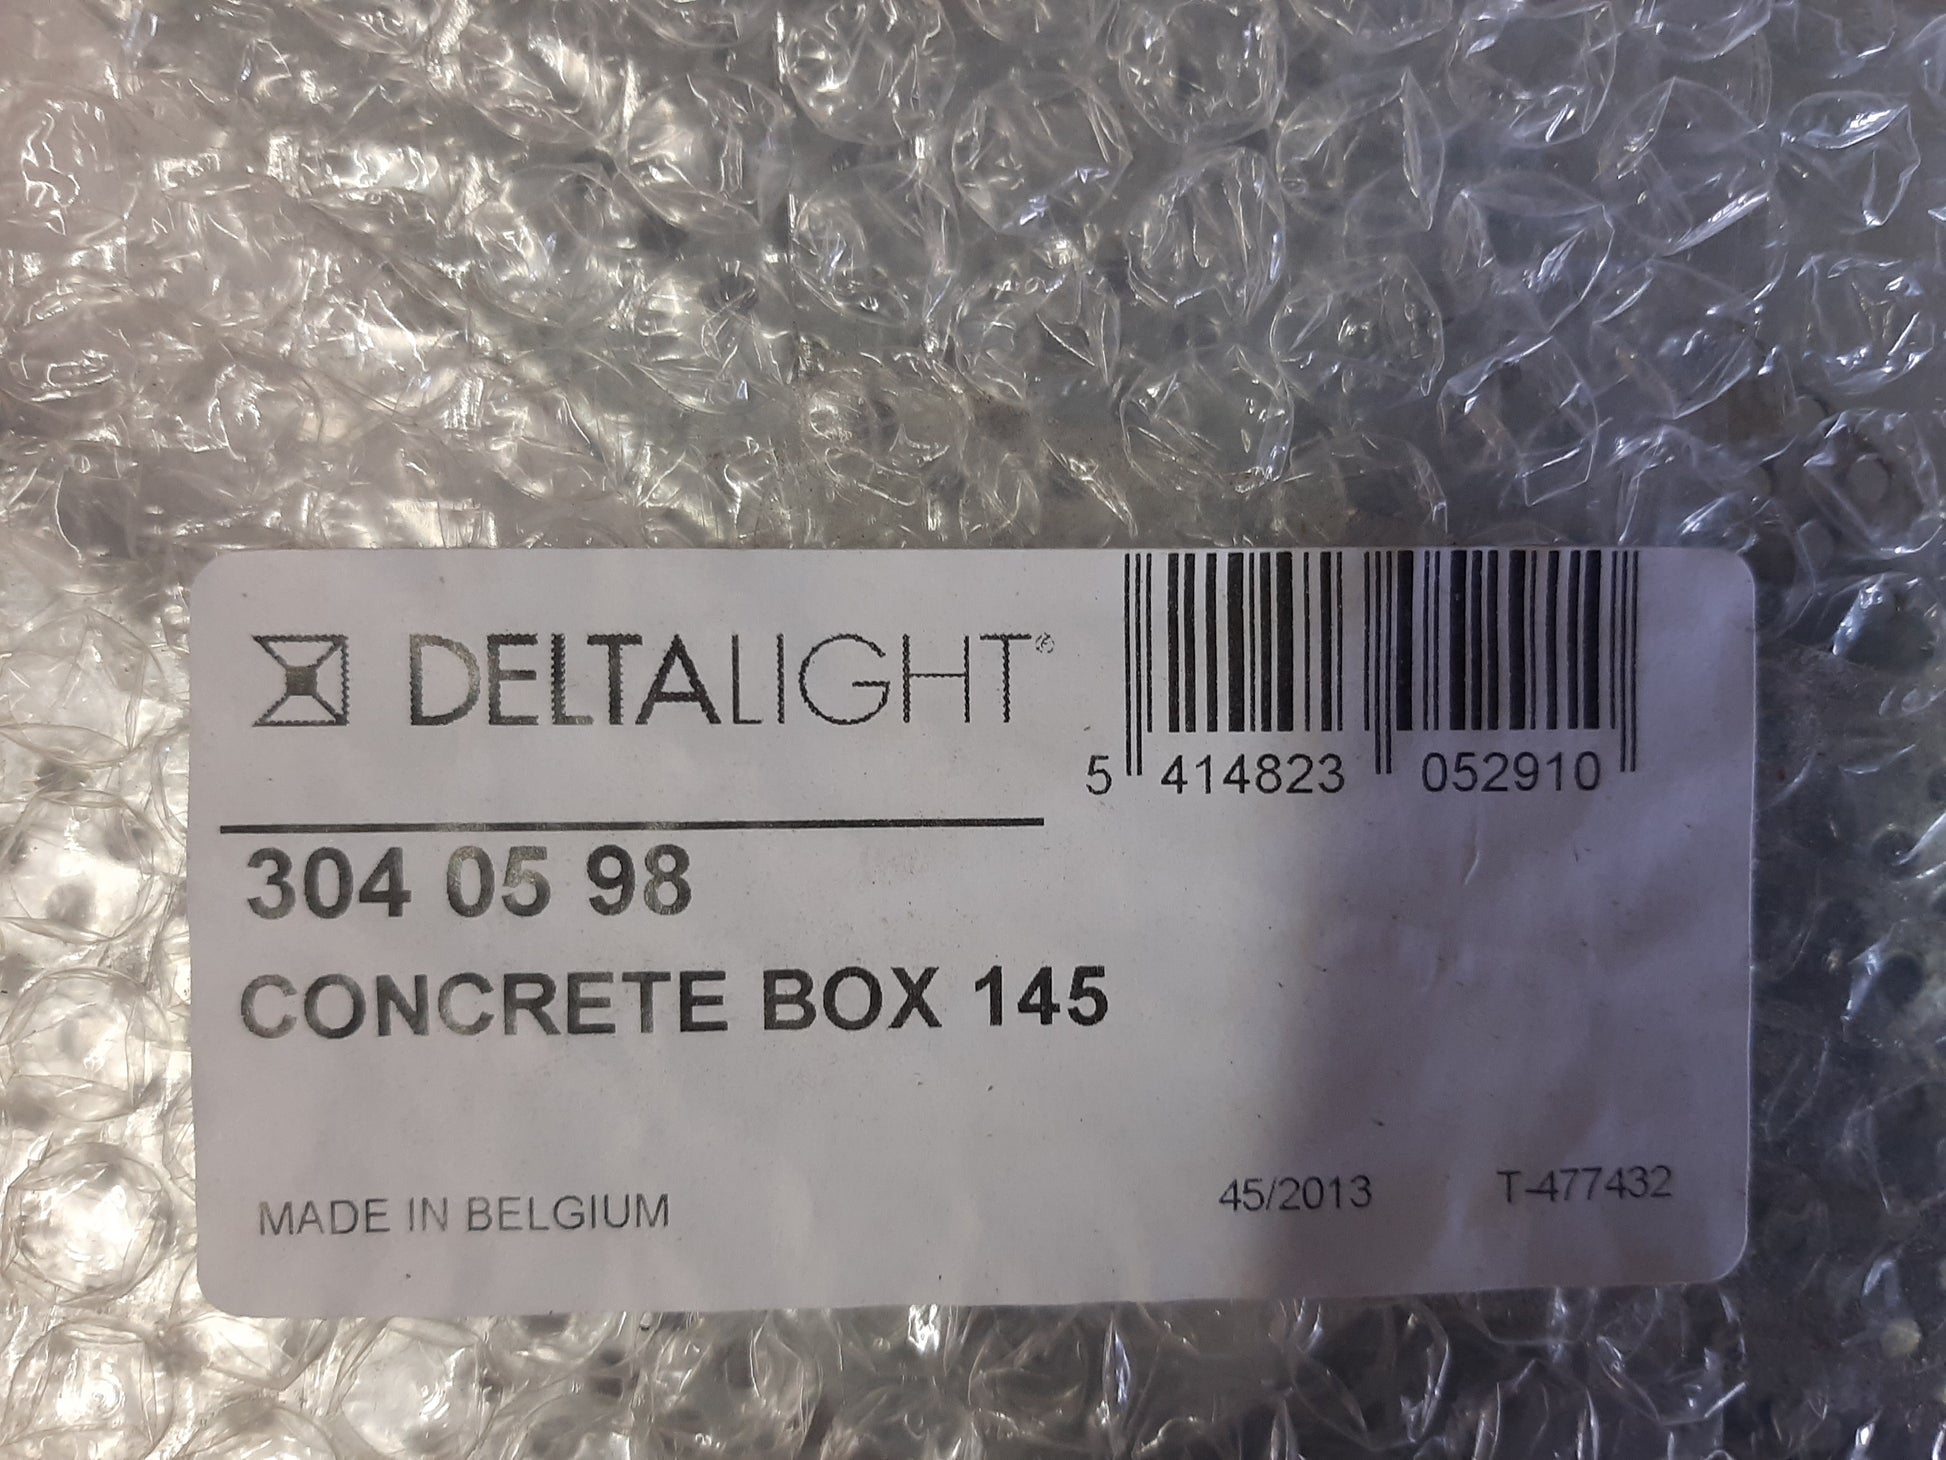 DELTALIGHT®
5 414823 052910
304 05 98
CONCRETE BOX 145
MADE IN BELGIUM 45/2013 T-477432